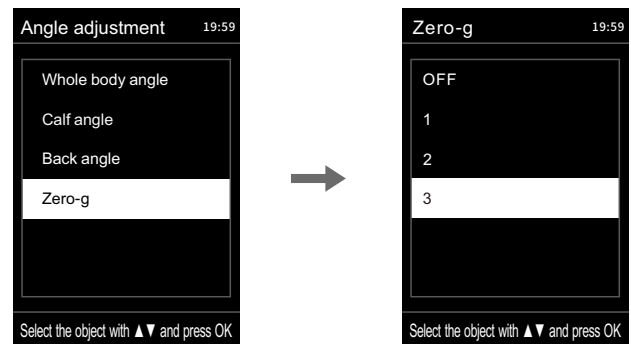 Angle adjustment 19:59
Whole body angle
Calf angle
Back angle
Zero-g
Select the object with ▲▼ and press OK
Zero-g 19:59
OFF
1
2
3
Select the object with ▲▼ and press OK